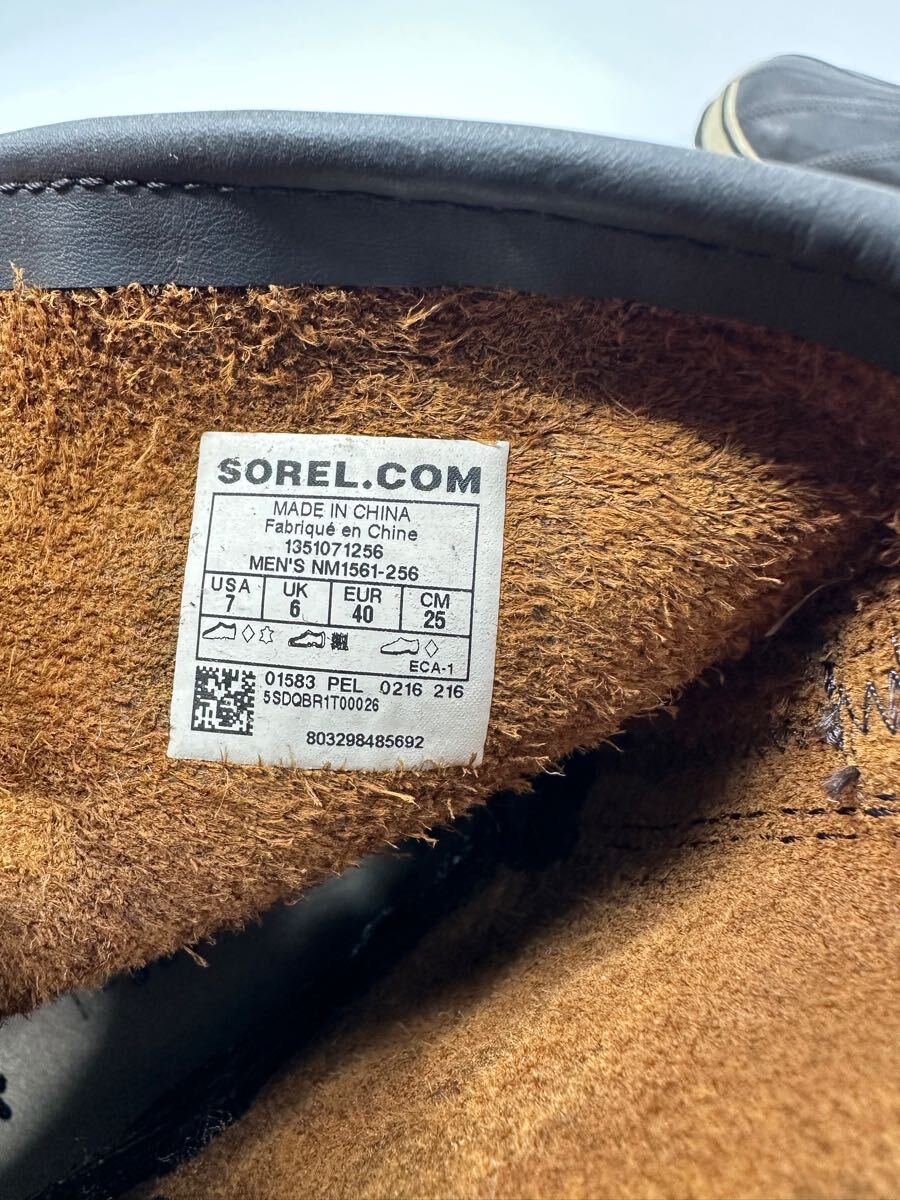 SOREL.COM
MADE IN CHINA
Fabriqué en Chine
1351071256
MEN'S NM1561-256
USA UK EUR CM
7 6 40 25
ECA-1
01583 PEL 0216 216
5SDQBR1T00026
803298485692